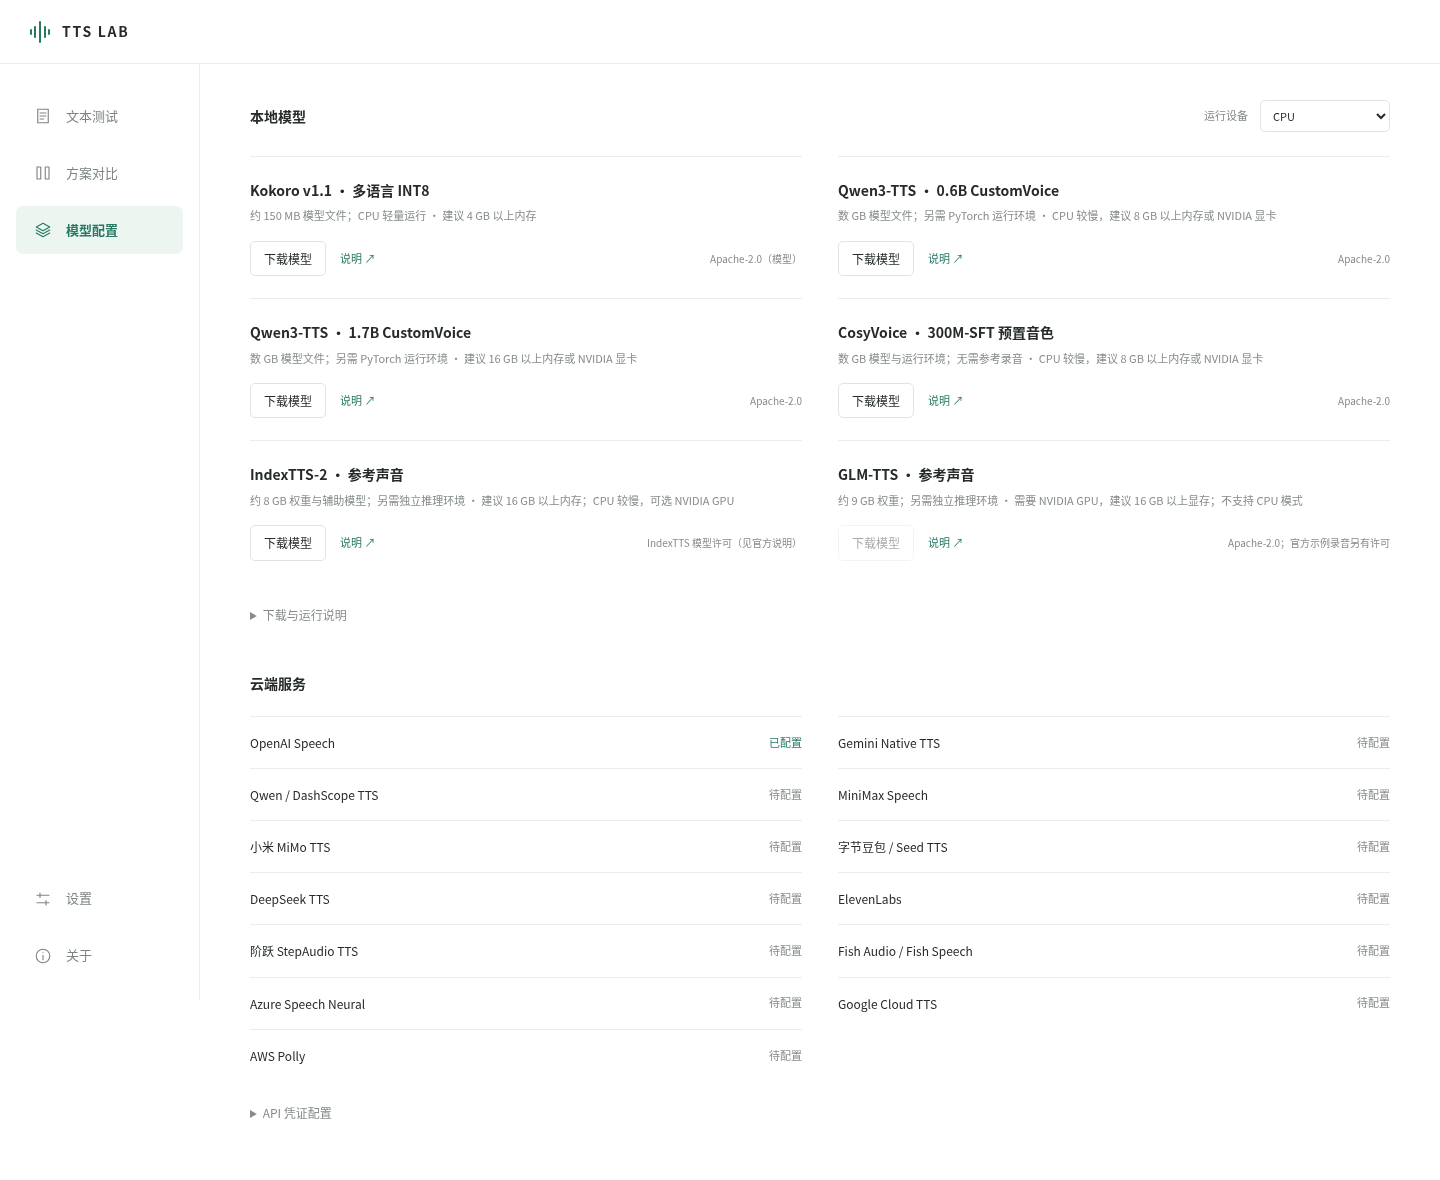 TTS LAB
文本测试
方案对比
模型配置
设置
关于
本地模型
运行设备
CPU
Kokoro v1.1 · 多语言 INT8
约 150 MB 模型文件；CPU 轻量运行 · 建议 4 GB 以上内存
下载模型 说明 ↗ Apache-2.0（模型）
Qwen3-TTS · 0.6B CustomVoice
数 GB 模型文件；另需 PyTorch 运行环境 · CPU 较慢，建议 8 GB 以上内存或 NVIDIA 显卡
下载模型 说明 ↗ Apache-2.0
Qwen3-TTS · 1.7B CustomVoice
数 GB 模型文件；另需 PyTorch 运行环境 · 建议 16 GB 以上内存或 NVIDIA 显卡
下载模型 说明 ↗ Apache-2.0
CosyVoice · 300M-SFT 预置音色
数 GB 模型与运行环境；无需参考录音 · CPU 较慢，建议 8 GB 以上内存或 NVIDIA 显卡
下载模型 说明 ↗ Apache-2.0
IndexTTS-2 · 参考声音
约 8 GB 权重与辅助模型；另需独立推理环境 · 建议 16 GB 以上内存；CPU 较慢，可选 NVIDIA GPU
下载模型 说明 ↗ IndexTTS 模型许可（见官方说明）
GLM-TTS · 参考声音
约 9 GB 权重；另需独立推理环境 · 需要 NVIDIA GPU，建议 16 GB 以上显存；不支持 CPU 模式
下载模型 说明 ↗ Apache-2.0；官方示例录音另有许可
▶ 下载与运行说明
云端服务
OpenAI Speech 已配置
Gemini Native TTS 待配置
Qwen / DashScope TTS 待配置
MiniMax Speech 待配置
小米 MiMo TTS 待配置
字节豆包 / Seed TTS 待配置
DeepSeek TTS 待配置
ElevenLabs 待配置
阶跃 StepAudio TTS 待配置
Fish Audio / Fish Speech 待配置
Azure Speech Neural 待配置
Google Cloud TTS 待配置
AWS Polly 待配置
▶ API 凭证配置